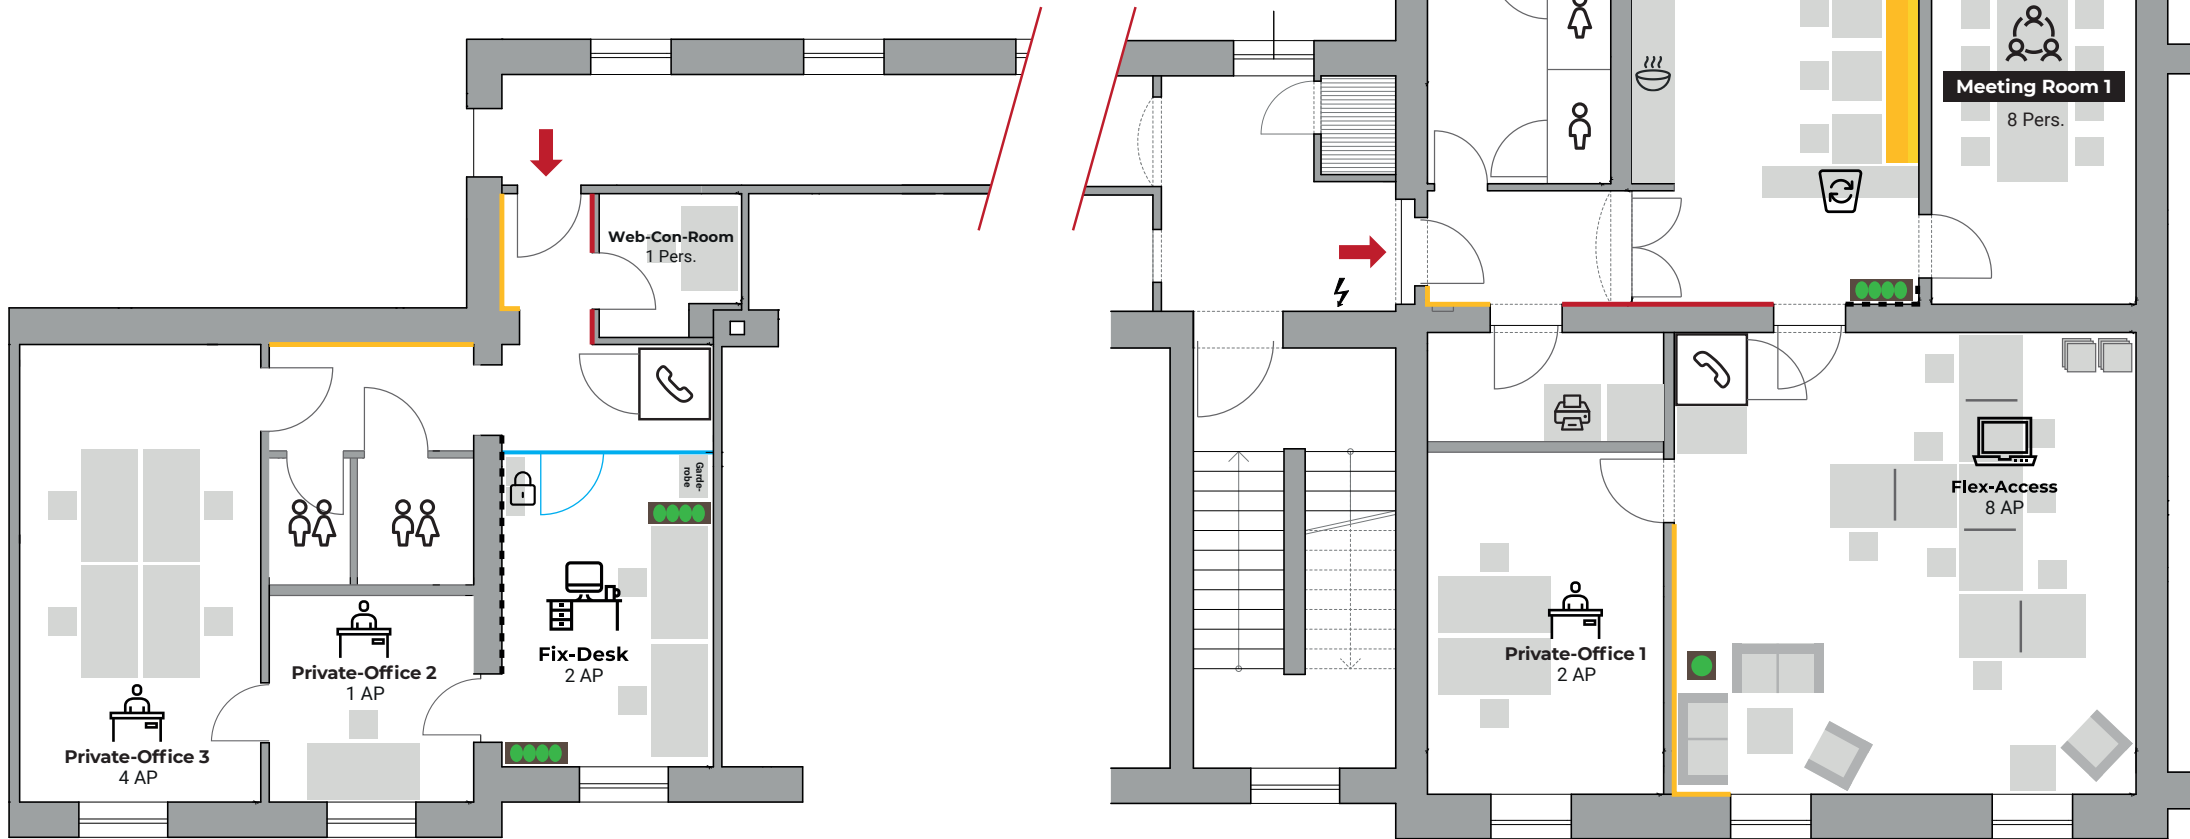 Meeting Room 1
8 Pers.
Web-Con-Room
1 Pers.
Garde-
robe
Flex-Access
8 AP
Fix-Desk
2 AP
Private-Office 1
2 AP
Private-Office 2
1 AP
Private-Office 3
4 AP